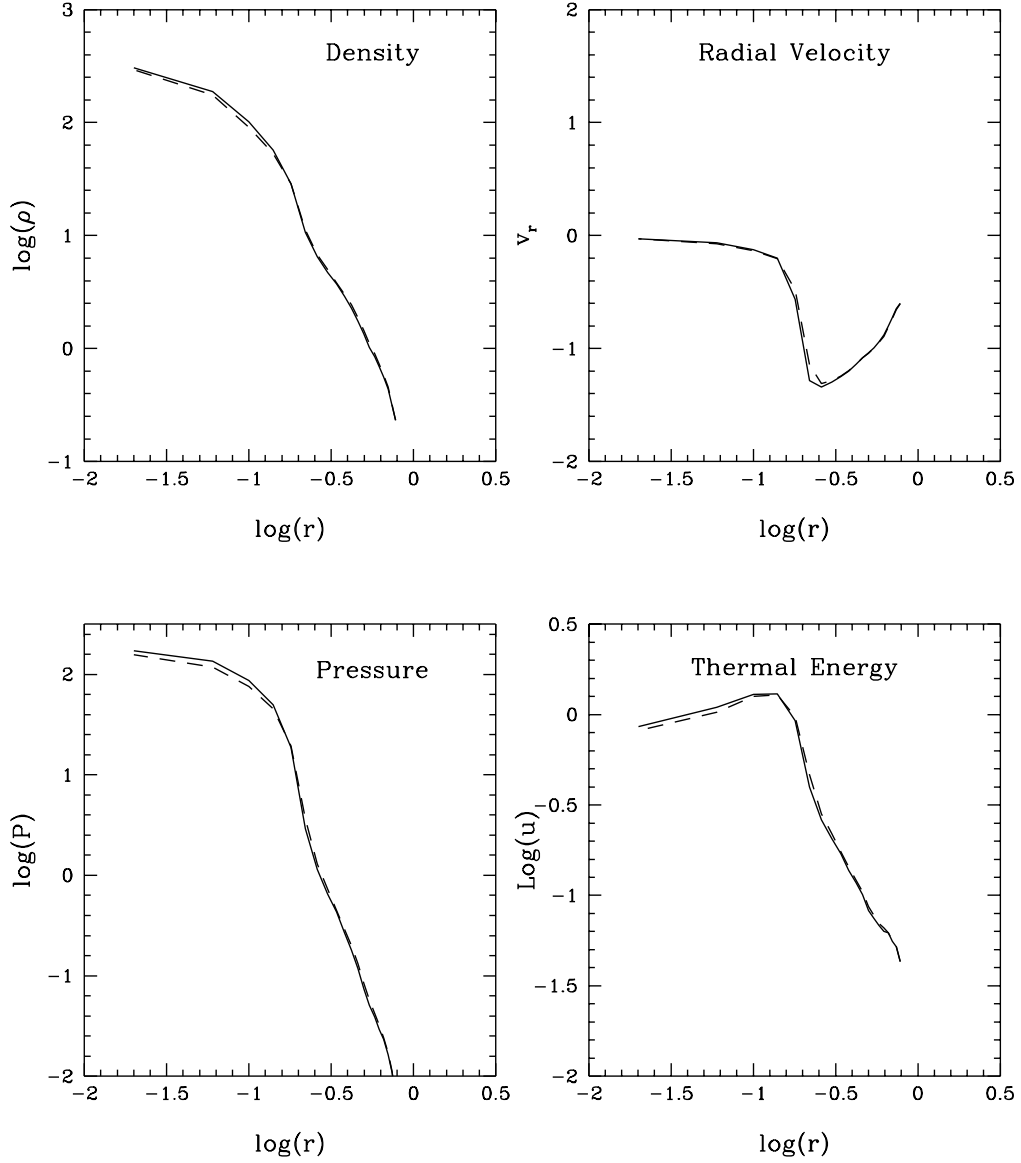 Density
3
2
1
0
−1
log(ρ)
−2 −1.5 −1 −0.5 0 0.5
log(r)
Radial Velocity
2
1
0
−1
−2
v_r
−2 −1.5 −1 −0.5 0 0.5
log(r)
Pressure
2
1
0
−1
−2
log(P)
−2 −1.5 −1 −0.5 0 0.5
log(r)
Thermal Energy
0.5
0
−0.5
−1
−1.5
−2
Log(u)
−2 −1.5 −1 −0.5 0 0.5
log(r)